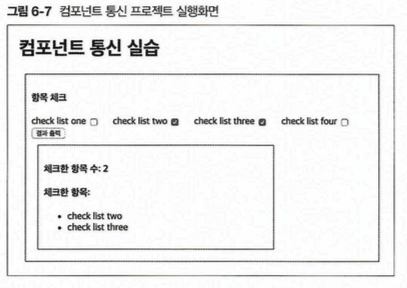 그림 6-7 컴포넌트 통신 프로젝트 실행화면
컴포넌트 통신 실습
항목 체크
check list one check list two check list three check list four
결과 출력
체크한 항목 수: 2
체크한 항목:
• check list two
• check list three